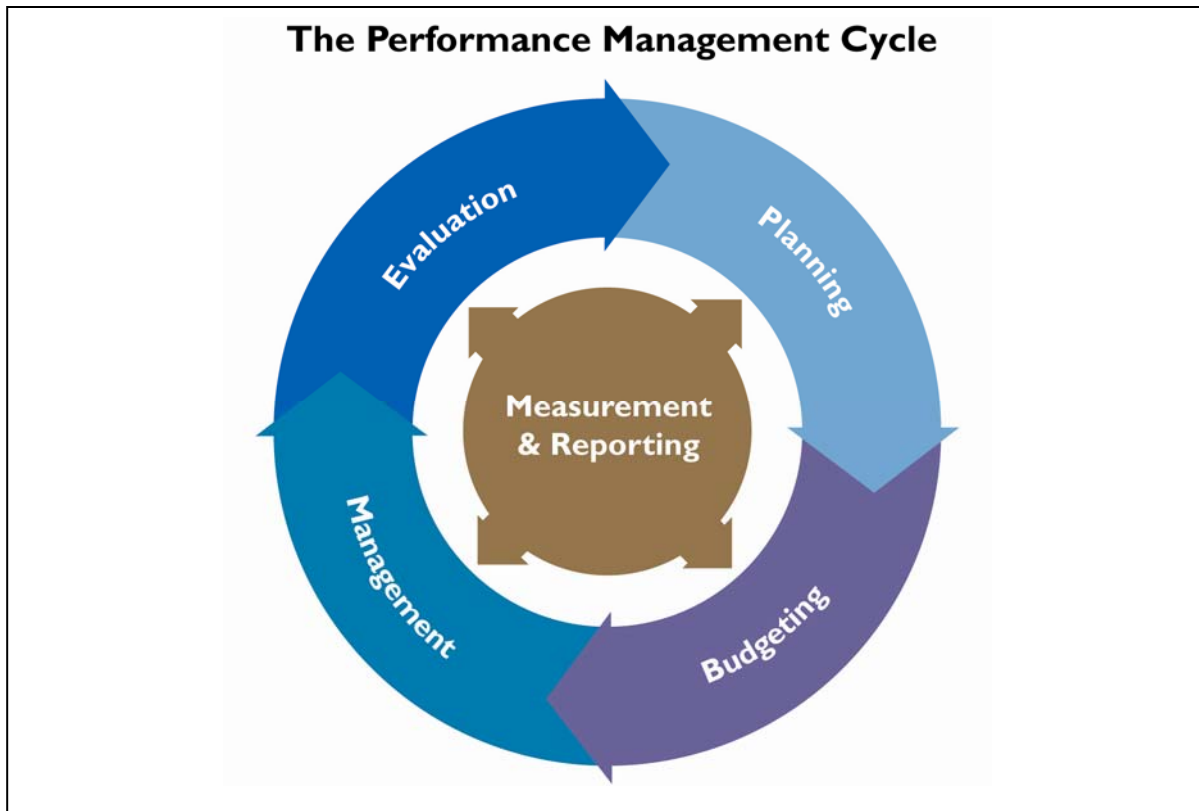 The Performance Management Cycle
Evaluation
Planning
Measurement
& Reporting
Management
Budgeting